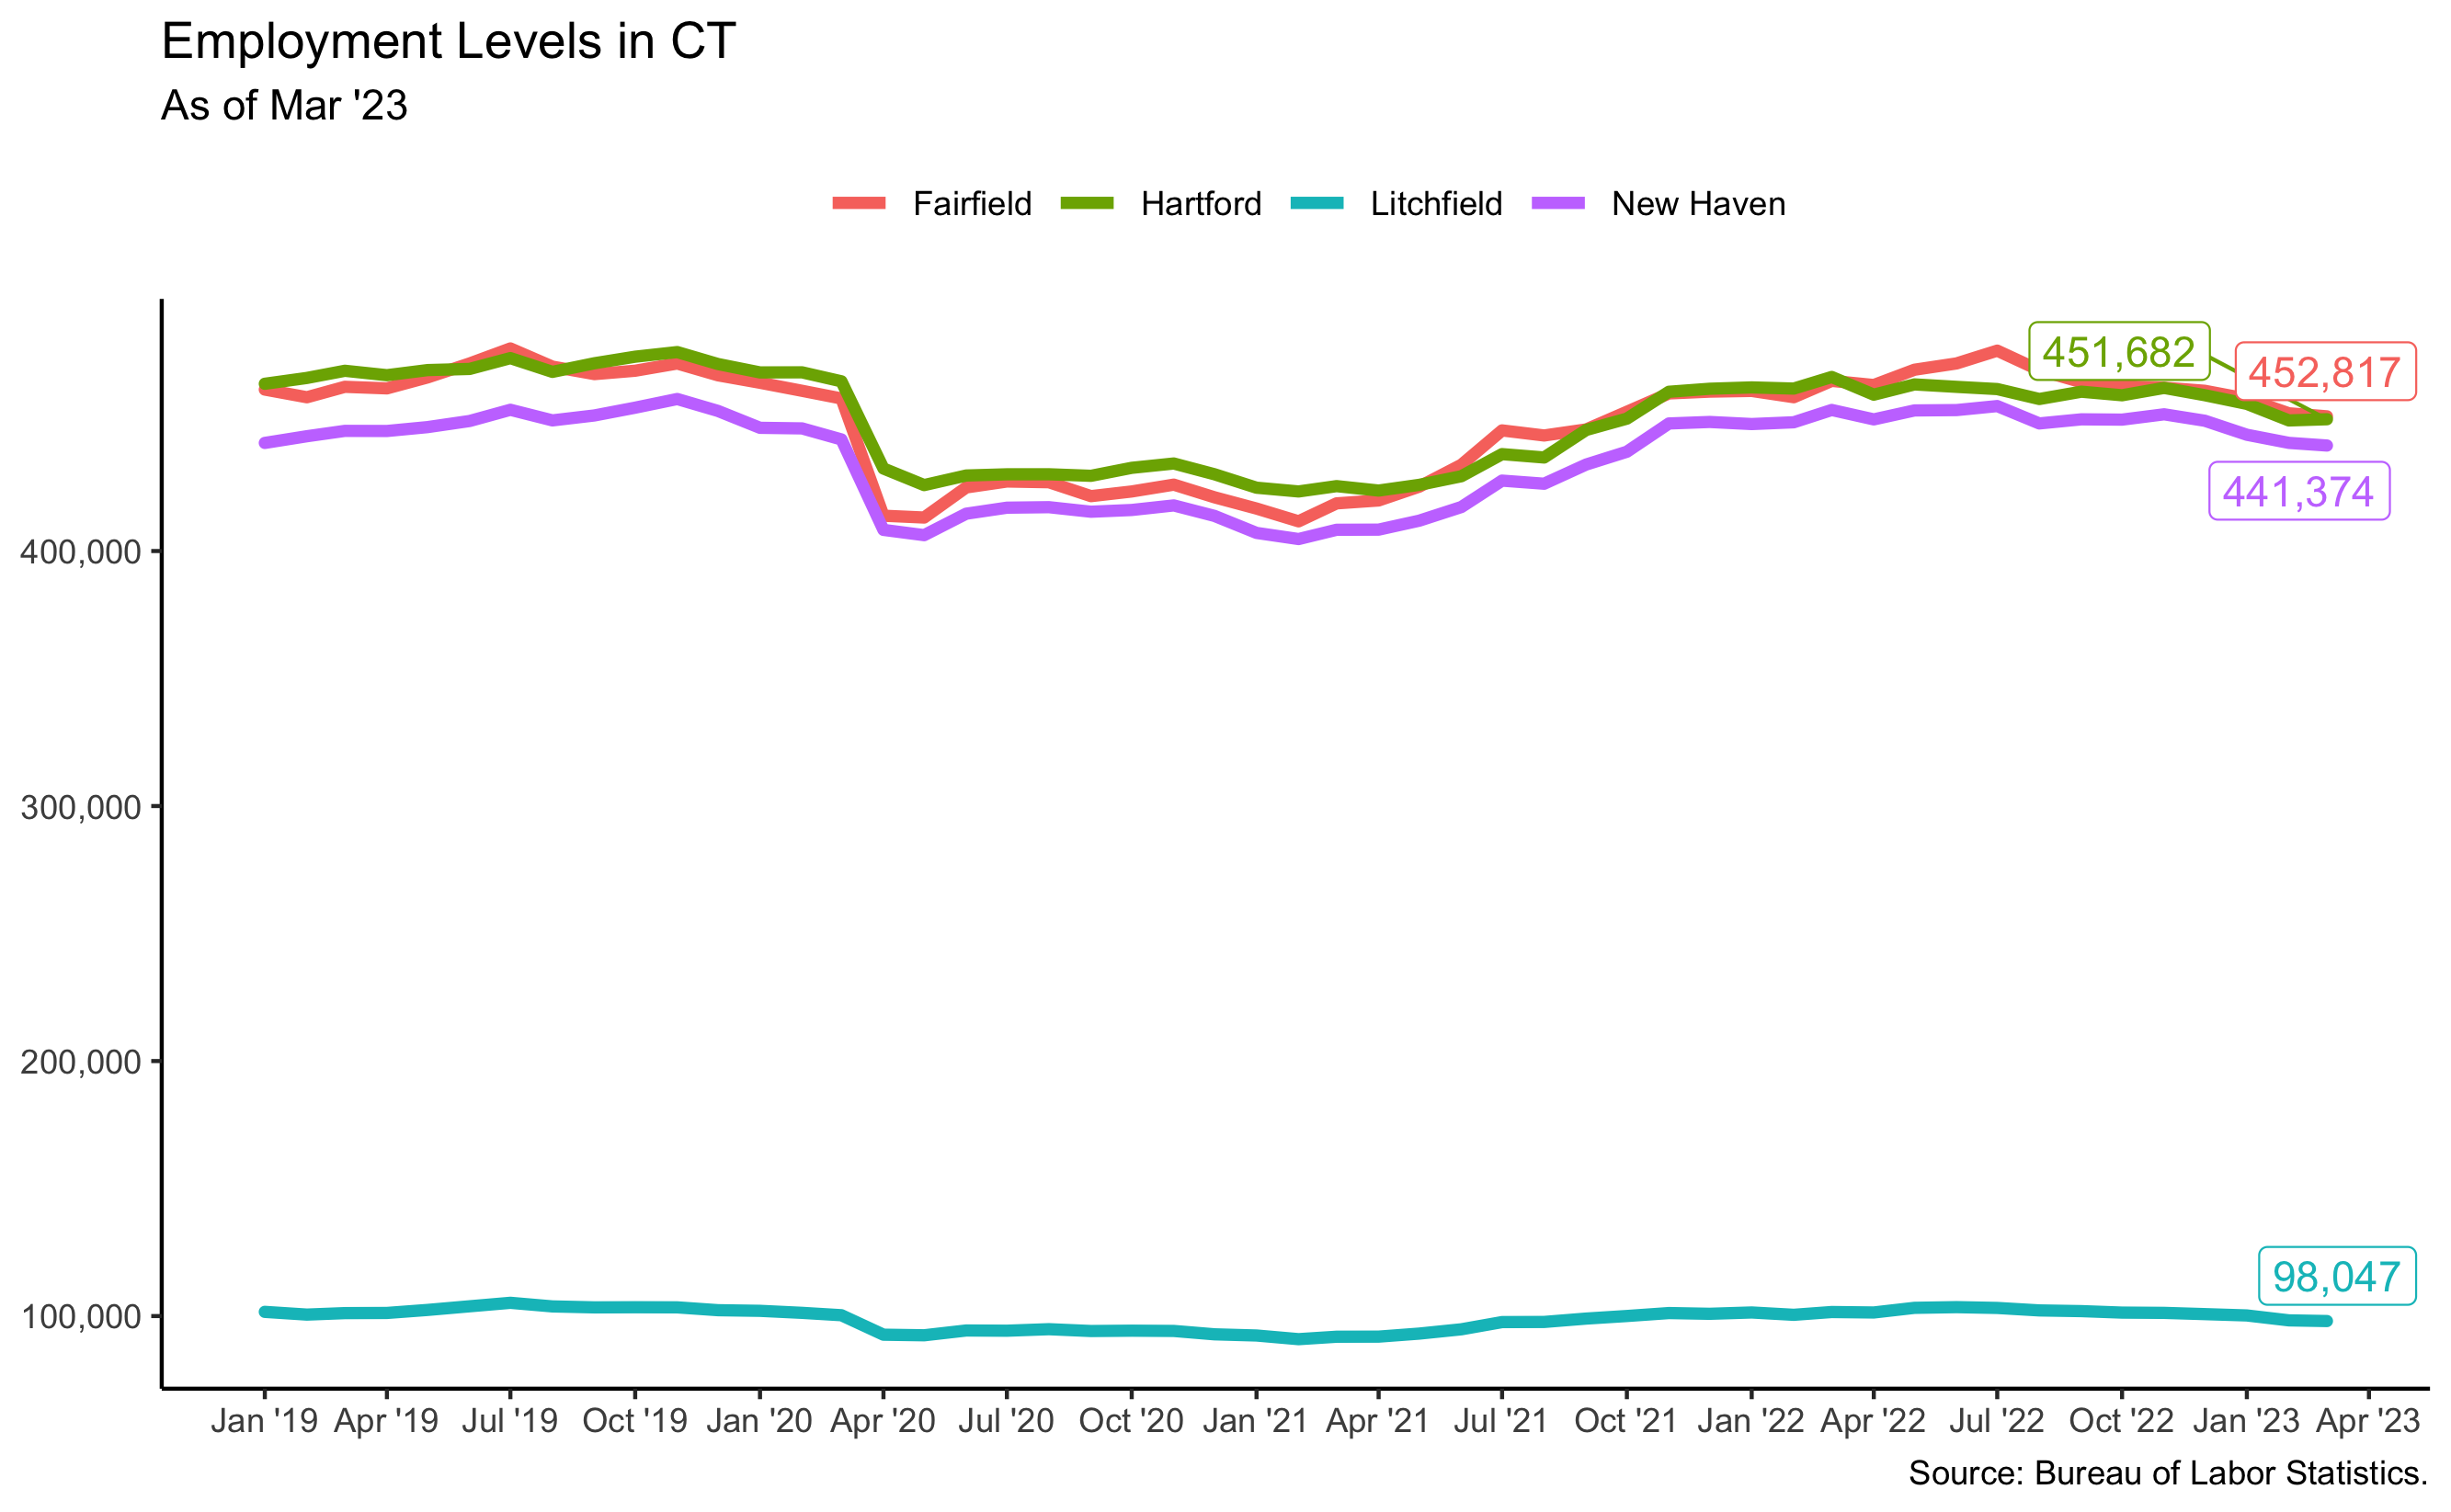 Employment Levels in CT
As of Mar '23
Fairfield Hartford Litchfield New Haven
451,682
452,817
441,374
400,000
300,000
200,000
98,047
100,000
Jan '19 Apr '19 Jul '19 Oct '19 Jan '20 Apr '20 Jul '20 Oct '20 Jan '21 Apr '21 Jul '21 Oct '21 Jan '22 Apr '22 Jul '22 Oct '22 Jan '23 Apr '23
Source: Bureau of Labor Statistics.